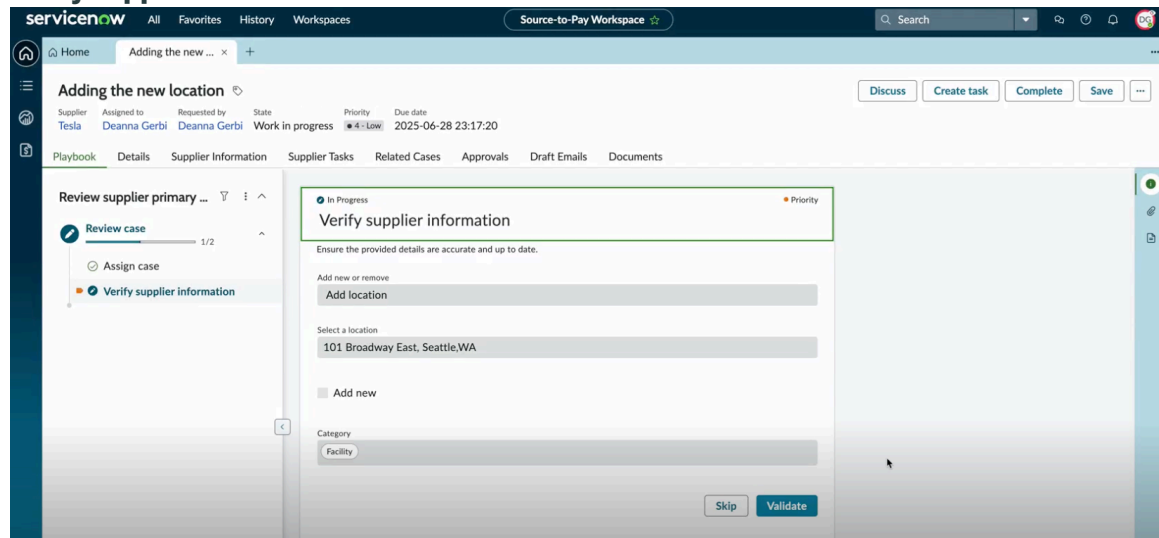 servicenow All Favorites History Workspaces Source-to-Pay Workspace Search DG
Home Adding the new ... × +
Adding the new location
Discuss Create task Complete Save
Supplier Assigned to Requested by State Priority Due date
Tesla Deanna Gerbi Deanna Gerbi Work in progress 4 - Low 2025-06-28 23:17:20
Playbook Details Supplier Information Supplier Tasks Related Cases Approvals Draft Emails Documents
Review supplier primary ...
Review case
1/2
Assign case
Verify supplier information
In Progress Priority
Verify supplier information
Ensure the provided details are accurate and up to date.
Add new or remove
Add location
Select a location
101 Broadway East, Seattle,WA
Add new
Category
Facility
Skip Validate